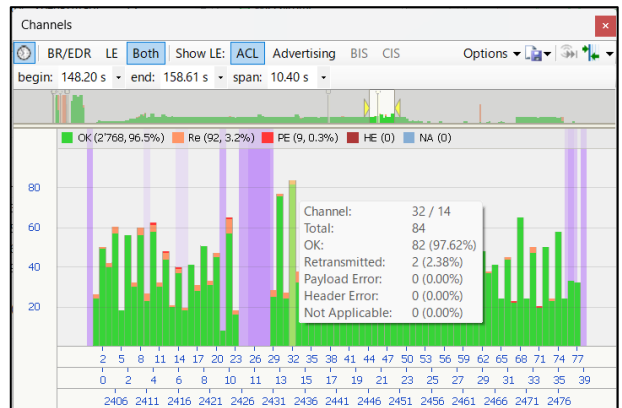 Channels
BR/EDR LE Both Show LE: ACL Advertising BIS CIS Options
begin: 148.20 s end: 158.61 s span: 10.40 s
OK (2'768, 96.5%) Re (92, 3.2%) PE (9, 0.3%) HE (0) NA (0)
80
60
40
20
Channel: 32 / 14
Total: 84
OK: 82 (97.62%)
Retransmitted: 2 (2.38%)
Payload Error: 0 (0.00%)
Header Error: 0 (0.00%)
Not Applicable: 0 (0.00%)
2 5 8 11 14 17 20 23 26 29 32 35 38 41 44 47 50 53 56 59 62 65 68 71 74 77
0 2 4 6 8 10 11 13 15 17 19 21 23 25 27 29 31 33 35 39
2406 2411 2416 2421 2426 2431 2436 2441 2446 2451 2456 2461 2466 2471 2476